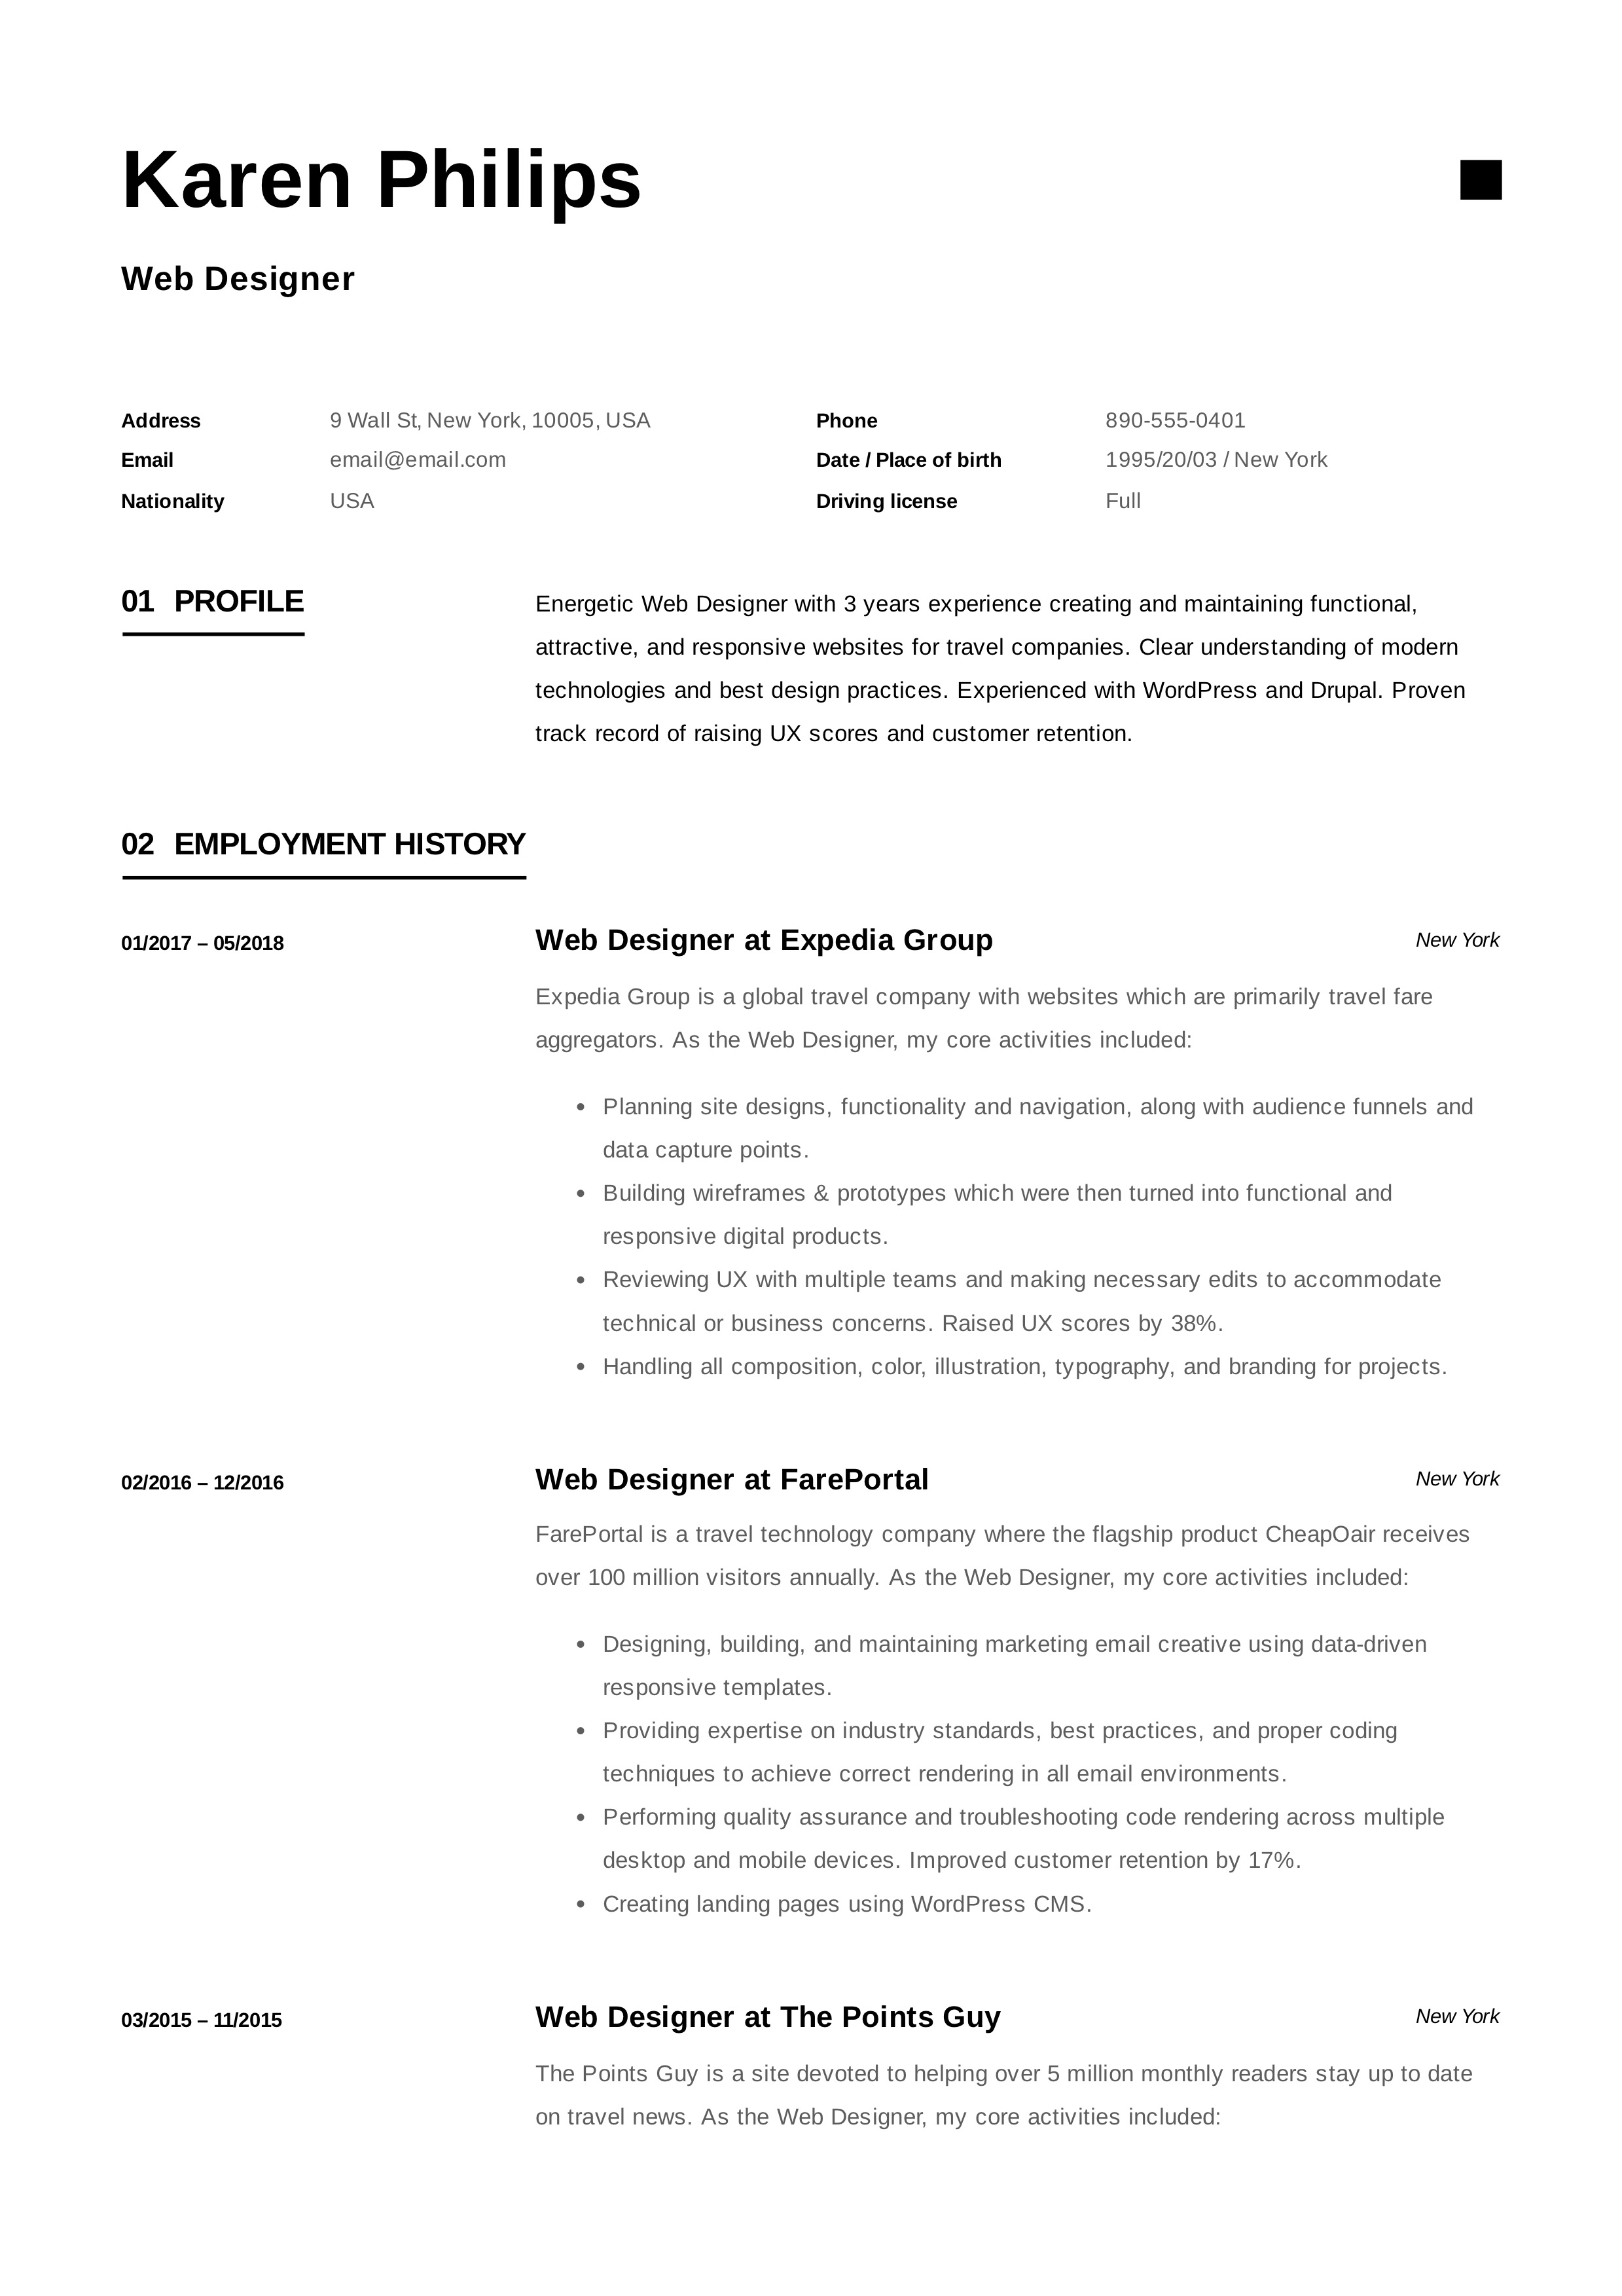 Karen Philips
Web Designer
Address 9 Wall St, New York, 10005, USA Phone 890-555-0401
Email email@email.com Date / Place of birth 1995/20/03 / New York
Nationality USA Driving license Full
01 PROFILE
Energetic Web Designer with 3 years experience creating and maintaining functional,
attractive, and responsive websites for travel companies. Clear understanding of modern
technologies and best design practices. Experienced with WordPress and Drupal. Proven
track record of raising UX scores and customer retention.
02 EMPLOYMENT HISTORY
01/2017 – 05/2018 Web Designer at Expedia Group New York
Expedia Group is a global travel company with websites which are primarily travel fare
aggregators. As the Web Designer, my core activities included:
• Planning site designs, functionality and navigation, along with audience funnels and
data capture points.
• Building wireframes & prototypes which were then turned into functional and
responsive digital products.
• Reviewing UX with multiple teams and making necessary edits to accommodate
technical or business concerns. Raised UX scores by 38%.
• Handling all composition, color, illustration, typography, and branding for projects.
02/2016 – 12/2016 Web Designer at FarePortal New York
FarePortal is a travel technology company where the flagship product CheapOair receives
over 100 million visitors annually. As the Web Designer, my core activities included:
• Designing, building, and maintaining marketing email creative using data-driven
responsive templates.
• Providing expertise on industry standards, best practices, and proper coding
techniques to achieve correct rendering in all email environments.
• Performing quality assurance and troubleshooting code rendering across multiple
desktop and mobile devices. Improved customer retention by 17%.
• Creating landing pages using WordPress CMS.
03/2015 – 11/2015 Web Designer at The Points Guy New York
The Points Guy is a site devoted to helping over 5 million monthly readers stay up to date
on travel news. As the Web Designer, my core activities included: